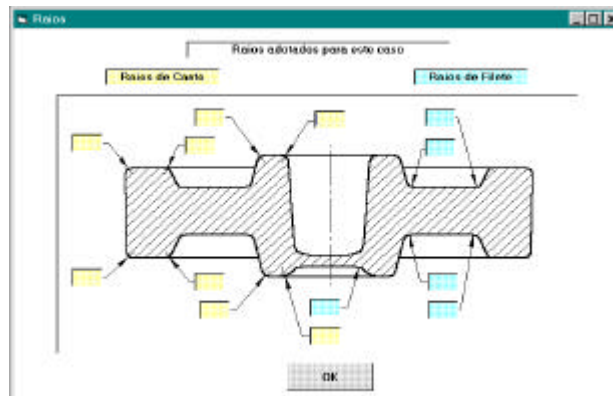 Raios
Raios adotados para este caso
Raios de Canto
Raios de Filete
OK